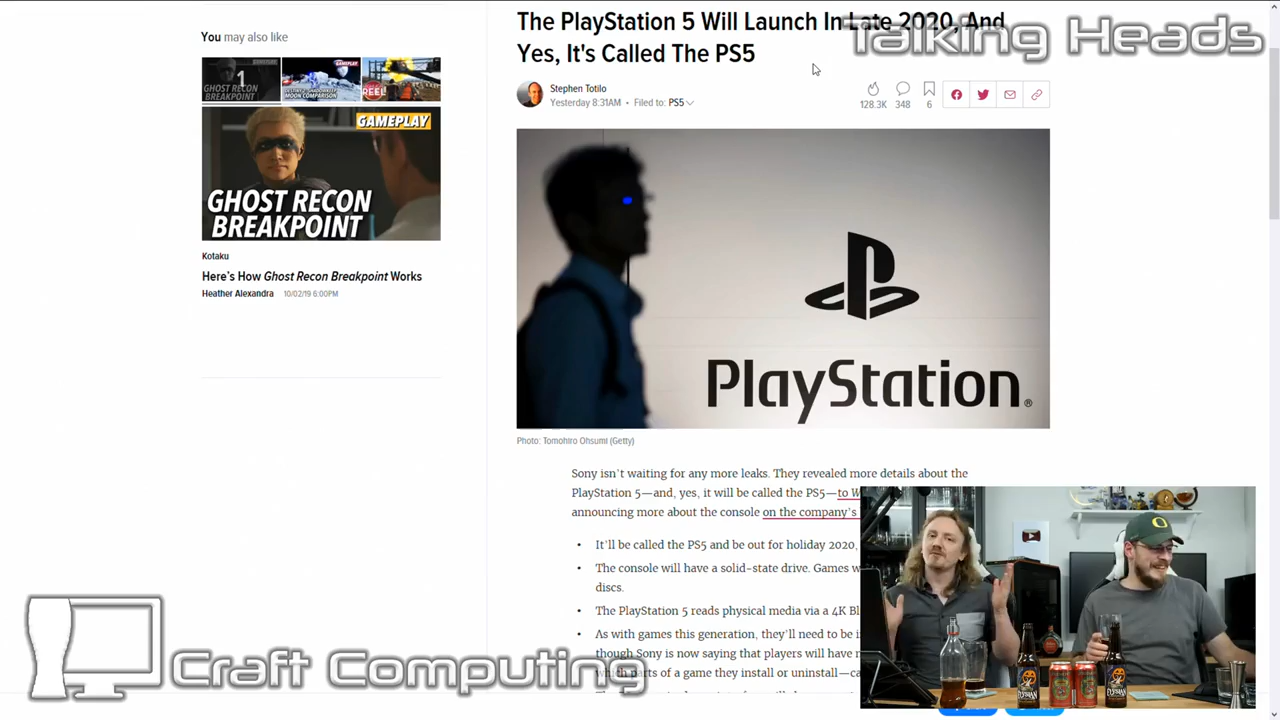 You may also like
1
GHOST RECON
BREAKPOINT
GAMEPLAY
REEL!
GAMEPLAY
GHOST RECON
BREAKPOINT
Kotaku
Here's How Ghost Recon Breakpoint Works
Heather Alexandra 10/02/19 6:00PM
The PlayStation 5 Will Launch In Late 2020, And
Yes, It's Called The PS5
Talking Heads
Stephen Totilo
Yesterday 8:31AM • Filed to: PS5
128.3K 348 6
PlayStation®
Photo: Tomohiro Ohsumi (Getty)
Sony isn't waiting for any more leaks. They revealed more details about the
PlayStation 5—and, yes, it will be called the PS5—to
announcing more about the console on the company's
• It'll be called the PS5 and be out for holiday 2020,
• The console will have a solid-state drive. Games
discs.
• The PlayStation 5 reads physical media via a 4K
• As with games this generation, they'll need to be
though Sony is now saying that players will have
which parts of a game they install or uninstall—
Craft Computing
O
ELYSIAN
ELYSIAN